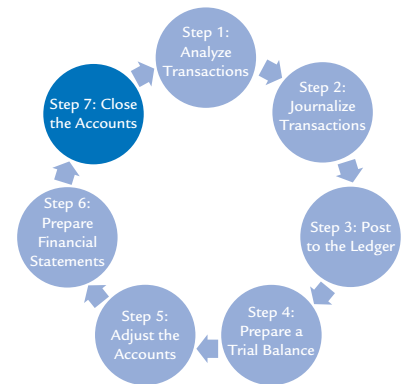 Step 1:
Analyze
Transactions
Step 2:
Journalize
Transactions
Step 3: Post
to the Ledger
Step 4:
Prepare a
Trial Balance
Step 5:
Adjust the
Accounts
Step 6:
Prepare
Financial
Statements
Step 7: Close
the Accounts